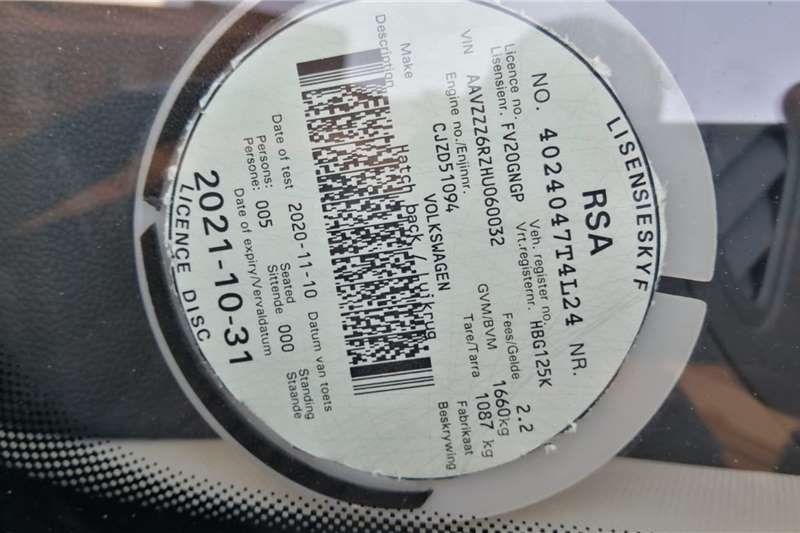 LISENSIESKYF
RSA
NO. 4024047T4L24 NR.
Licence no. Lisensienr. FV20GNGP Veh. register no. Vrt.registernr. HBG125K
VIN AAVZZZ6RZHU060032 Fees/Gelde 2.2
Engine no./Enjinnr. CJZD51094 GVM/BVM 1660kg
Tare/Tarra 1087 kg
Make VOLKSWAGEN Fabrikaat
Description Hatch back / Luikrug Beskrywing
Date of test 2020-11-10 Datum van toets
Persons: Persone: 005 Seated Sittende 000 Standing Staande
Date of expiry/Vervaldatum
2021-10-31
LICENCE DISC